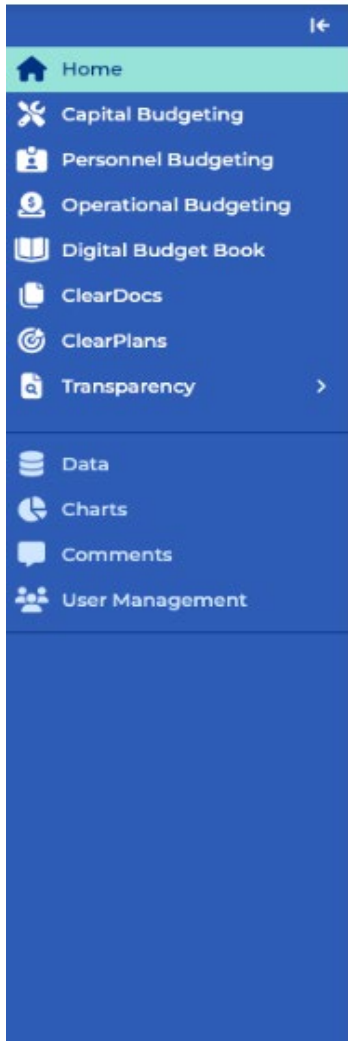 Home
Capital Budgeting
Personnel Budgeting
Operational Budgeting
Digital Budget Book
ClearDocs
ClearPlans
Transparency
Data
Charts
Comments
User Management